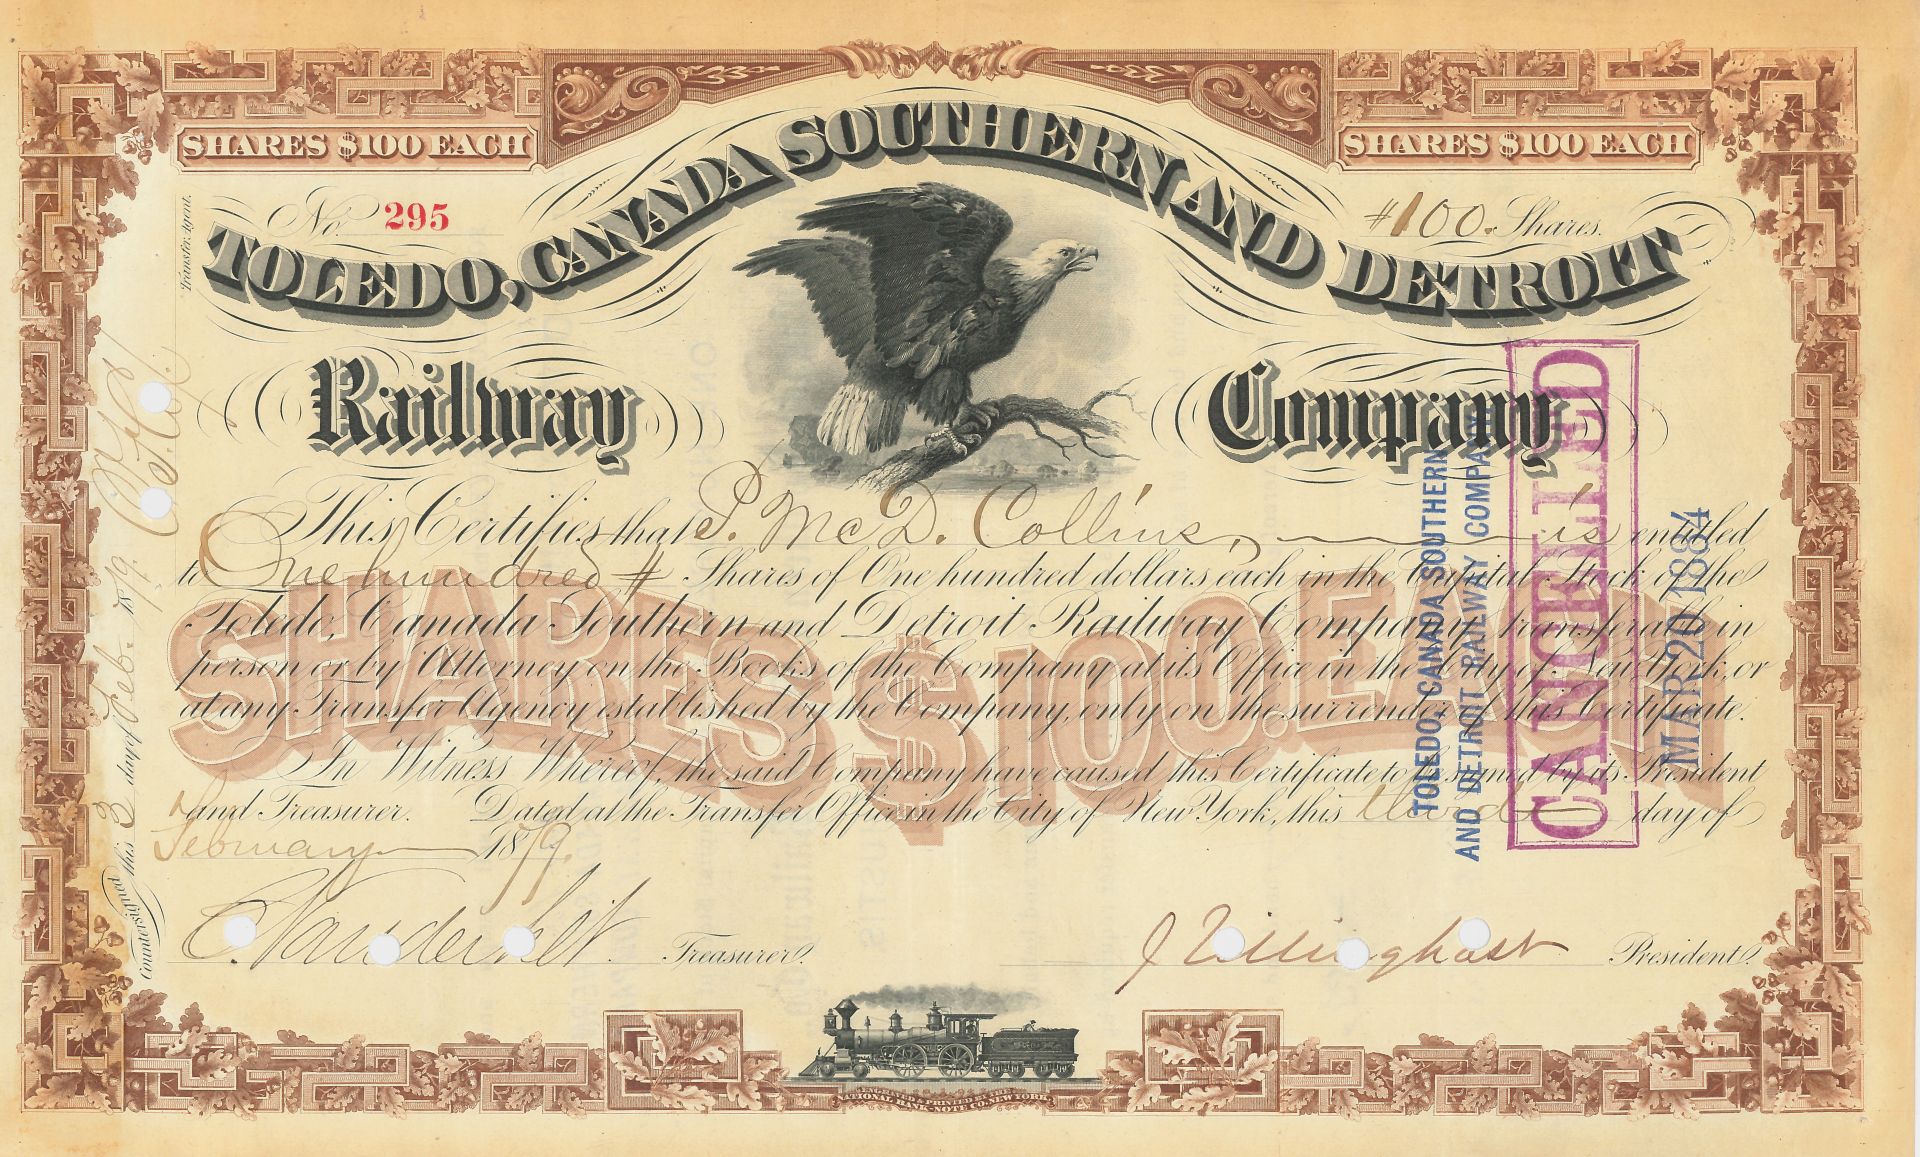 SHARES $100 EACH
SHARES $100 EACH
No. 295
#100. Shares.
TOLEDO, CANADA SOUTHERN AND DETROIT
Railway Company
This Certifies that P. McD. Collins, is entitled
to One hundred # Shares of One hundred dollars each in the Capital Stock of the
Toledo, Canada Southern and Detroit Railway Company, transferable in
person or by Attorney on the Books of the Company at its Office in the City of New York, or
at any Transfer Agency established by the Company, only on the surrender of this Certificate.
SHARES $100. EACH
In Witness Whereof, the said Company have caused this Certificate to be signed by its President
and Treasurer. Dated at the Transfer Office in the City of New York, this third day of
February 1879.
C. Vanderbilt Treasurer.
J Tillinghast President.
Countersigned this 3 day of Feb. 1879.
Transfer Agent.
TOLEDO, CANADA SOUTHERN
AND DETROIT RAILWAY COMPANY
CANCELLED
MAR 20 1884
ENGRAVED & PRINTED BY THE
NATIONAL BANK-NOTE CO. NEW YORK.